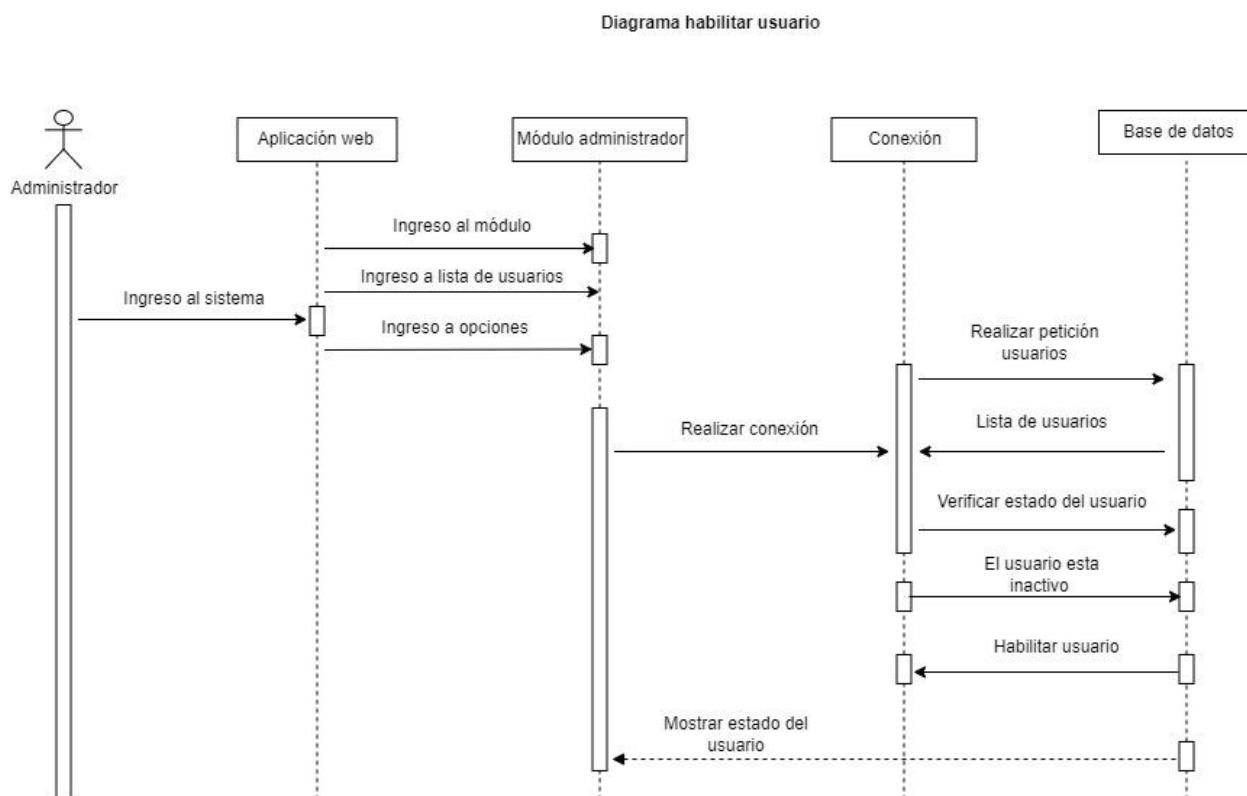 Diagrama habilitar usuario
Administrador
Aplicación web
Módulo administrador
Conexión
Base de datos
Ingreso al módulo
Ingreso a lista de usuarios
Ingreso al sistema
Ingreso a opciones
Realizar petición
usuarios
Realizar conexión
Lista de usuarios
Verificar estado del usuario
El usuario esta
inactivo
Habilitar usuario
Mostrar estado del
usuario